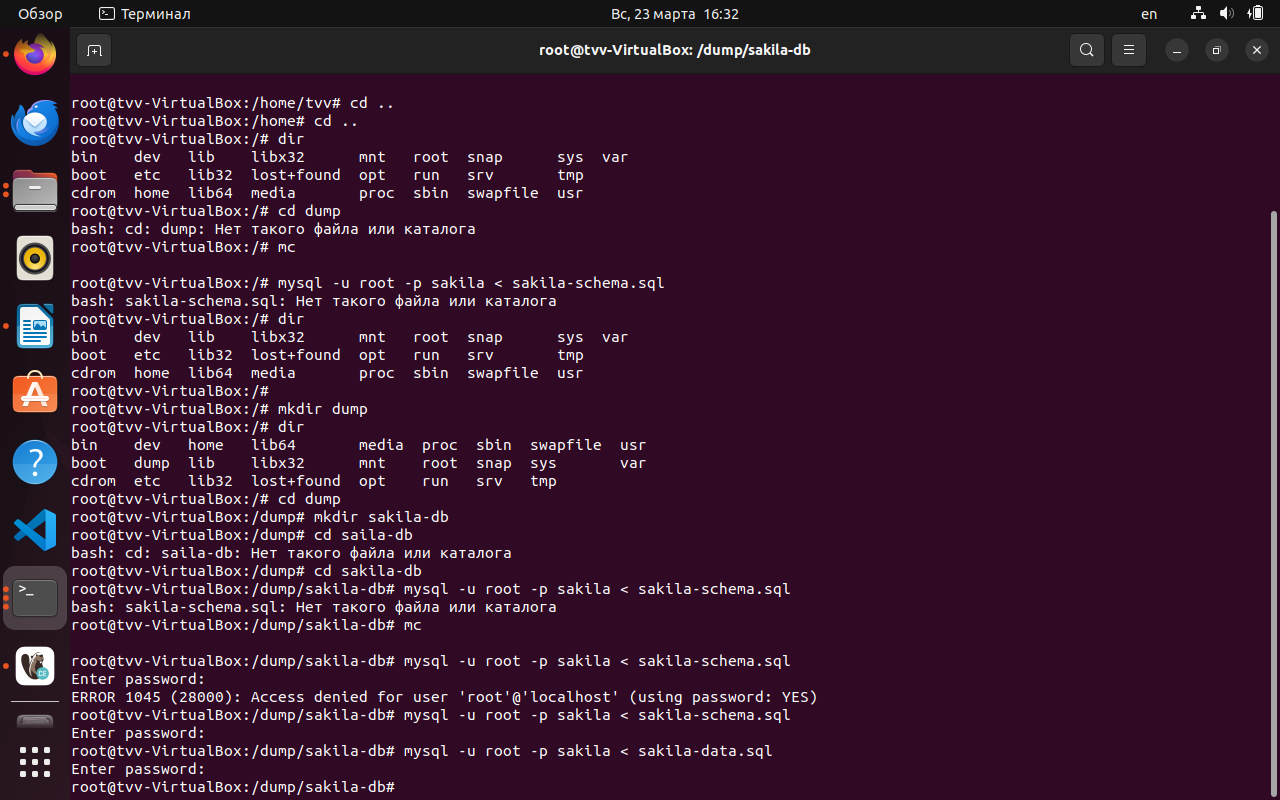 Обзор Терминал Вс, 23 марта 16:32 en
root@tvv-VirtualBox: /dump/sakila-db
root@tvv-VirtualBox:/home/tvv# cd ..
root@tvv-VirtualBox:/home# cd ..
root@tvv-VirtualBox:/# dir
bin    dev   lib    libx32      mnt   root  snap      sys  var
boot   etc   lib32  lost+found  opt   run   srv       tmp
cdrom  home  lib64  media       proc  sbin  swapfile  usr
root@tvv-VirtualBox:/# cd dump
bash: cd: dump: Нет такого файла или каталога
root@tvv-VirtualBox:/# mc
root@tvv-VirtualBox:/# mysql -u root -p sakila < sakila-schema.sql
bash: sakila-schema.sql: Нет такого файла или каталога
root@tvv-VirtualBox:/# dir
bin    dev   lib    libx32      mnt   root  snap      sys  var
boot   etc   lib32  lost+found  opt   run   srv       tmp
cdrom  home  lib64  media       proc  sbin  swapfile  usr
root@tvv-VirtualBox:/#
root@tvv-VirtualBox:/# mkdir dump
root@tvv-VirtualBox:/# dir
bin    dev   home   lib64       media  proc  sbin  swapfile  usr
boot   dump  lib    libx32      mnt    root  snap  sys       var
cdrom  etc   lib32  lost+found  opt    run   srv   tmp
root@tvv-VirtualBox:/# cd dump
root@tvv-VirtualBox:/dump# mkdir sakila-db
root@tvv-VirtualBox:/dump# cd saila-db
bash: cd: saila-db: Нет такого файла или каталога
root@tvv-VirtualBox:/dump# cd sakila-db
root@tvv-VirtualBox:/dump/sakila-db# mysql -u root -p sakila < sakila-schema.sql
bash: sakila-schema.sql: Нет такого файла или каталога
root@tvv-VirtualBox:/dump/sakila-db# mc
root@tvv-VirtualBox:/dump/sakila-db# mysql -u root -p sakila < sakila-schema.sql
Enter password:
ERROR 1045 (28000): Access denied for user 'root'@'localhost' (using password: YES)
root@tvv-VirtualBox:/dump/sakila-db# mysql -u root -p sakila < sakila-schema.sql
Enter password:
root@tvv-VirtualBox:/dump/sakila-db# mysql -u root -p sakila < sakila-data.sql
Enter password:
root@tvv-VirtualBox:/dump/sakila-db#